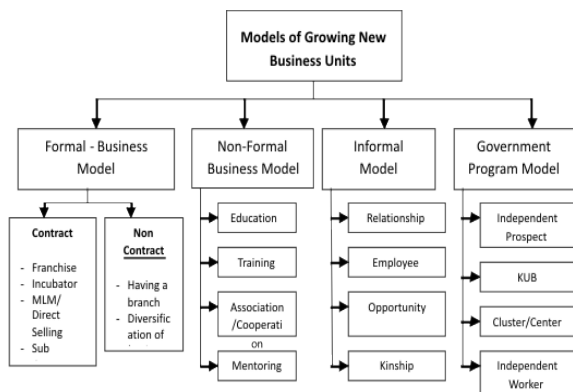 Models of Growing New
Business Units
Formal - Business
Model
Non-Formal
Business Model
Informal
Model
Government
Program Model
Contract
- Franchise
- Incubator
- MLM/
Direct
Selling
- Sub
Non
Contract
- Having a
branch
- Diversific
ation of
Education
Training
Association
/Cooperati
on
Mentoring
Relationship
Employee
Opportunity
Kinship
Independent
Prospect
KUB
Cluster/Center
Independent
Worker